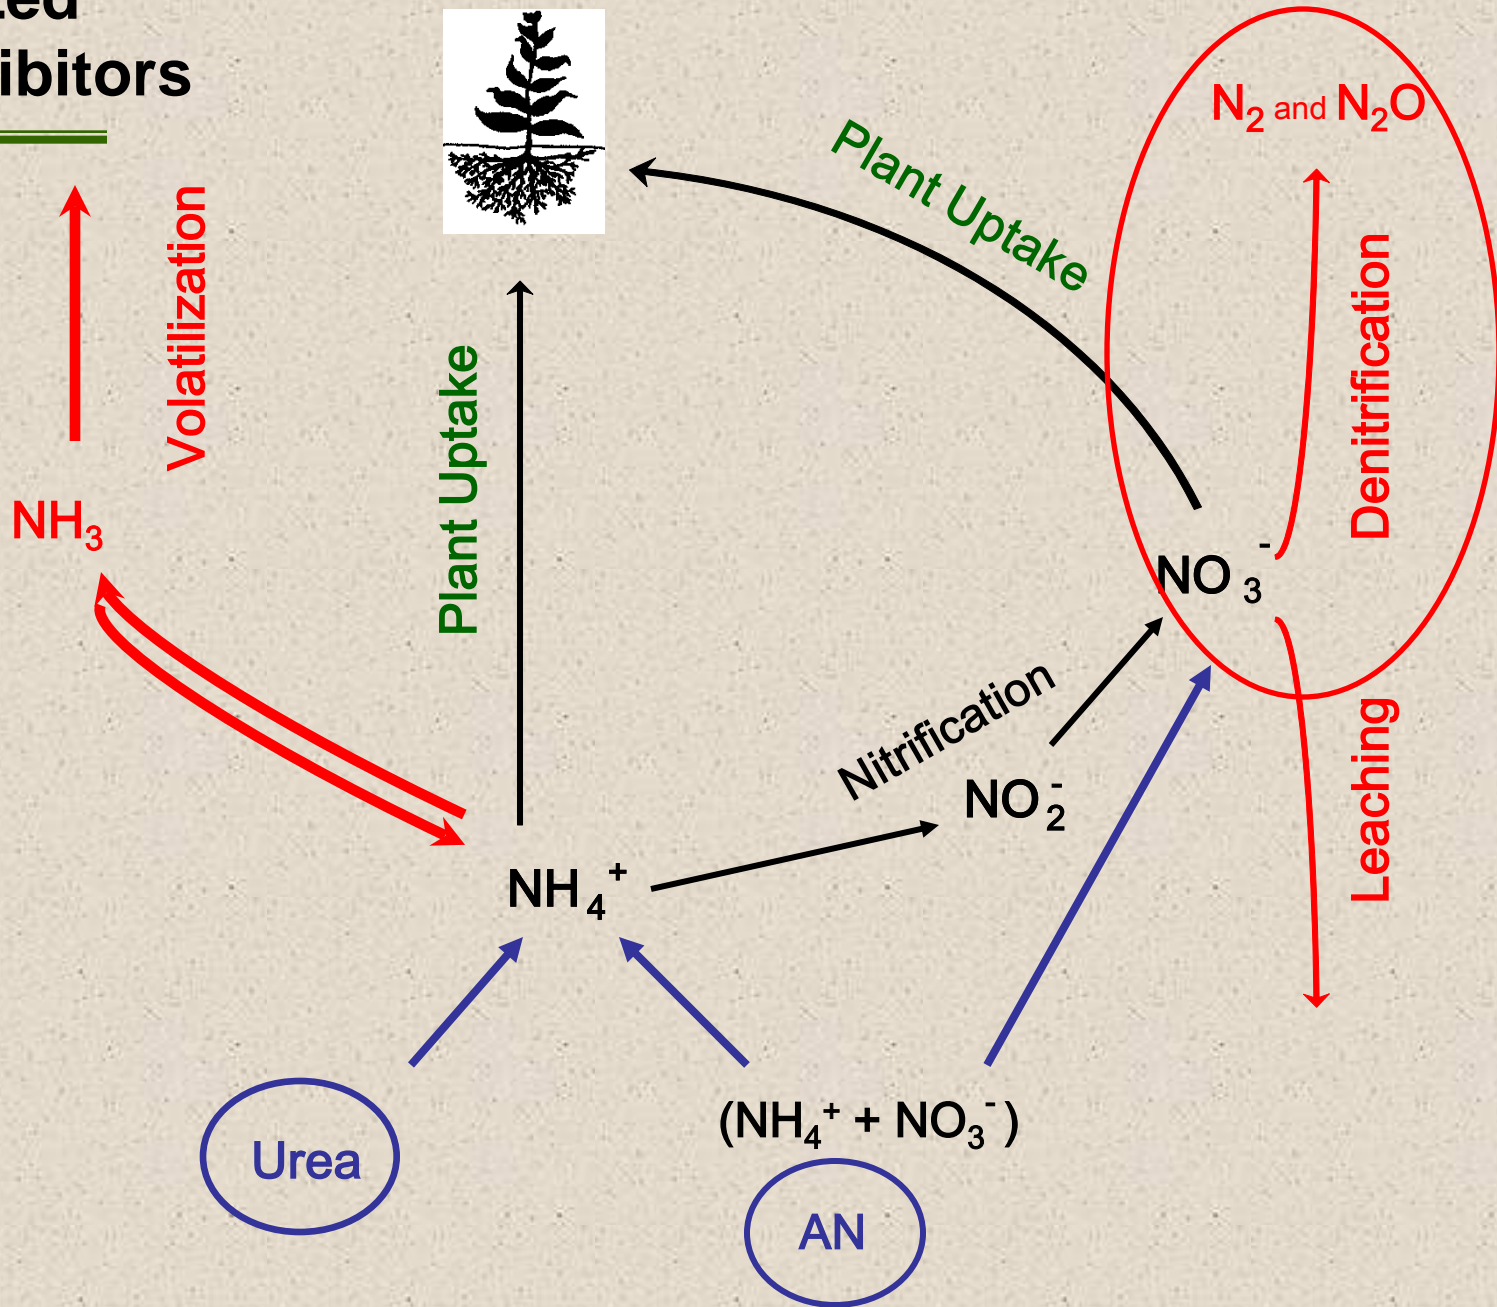 ibitors
N₂ and N₂O
Plant Uptake
Volatilization
Denitrification
Plant Uptake
NH₃
NO₃⁻
Nitrification
Leaching
NO₂⁻
NH₄⁺
(NH₄⁺ + NO₃⁻)
Urea
AN